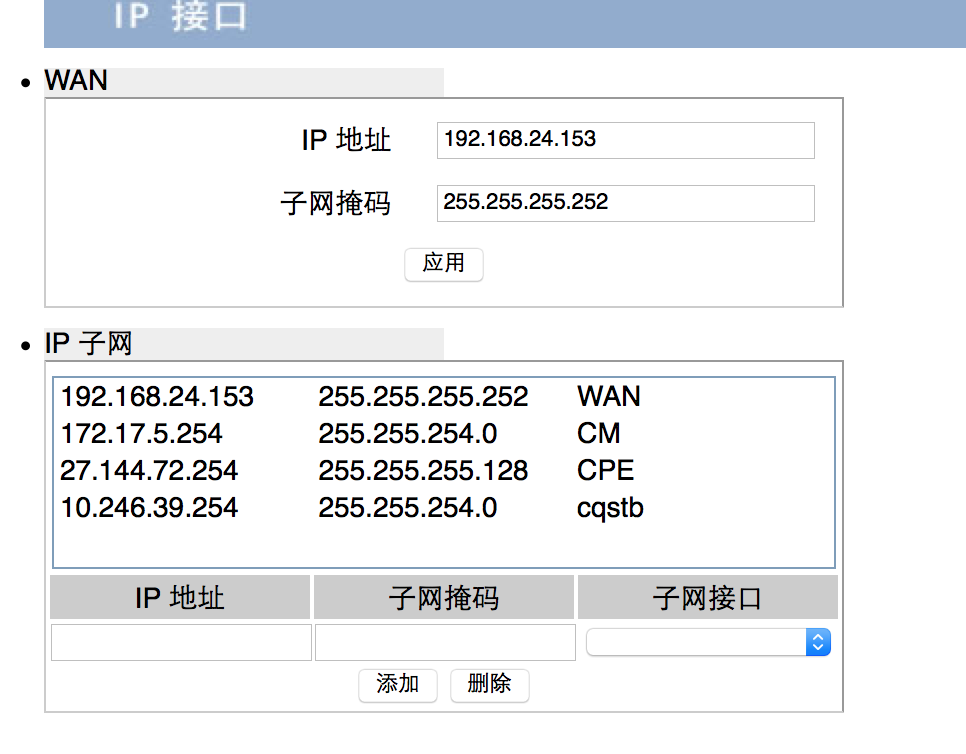 IP 接口
WAN
IP 地址 192.168.24.153
子网掩码 255.255.255.252
应用
IP 子网
192.168.24.153 255.255.255.252 WAN
172.17.5.254 255.255.254.0 CM
27.144.72.254 255.255.255.128 CPE
10.246.39.254 255.255.254.0 cqstb
IP 地址 子网掩码 子网接口
添加 删除